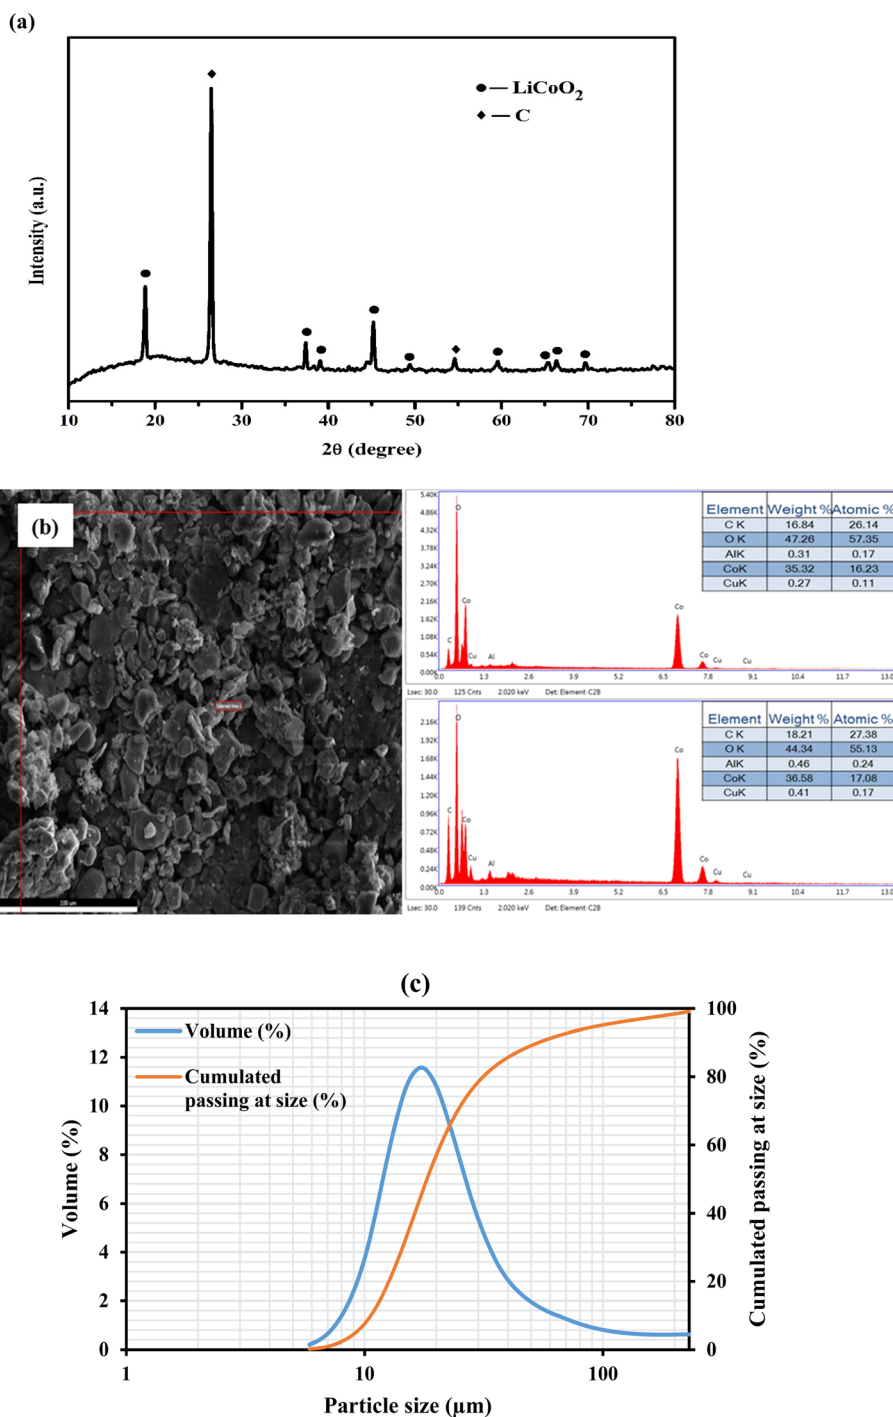 (a)
● — LiCoO₂
◆ — C
Intensity (a.u.)
10 20 30 40 50 60 70 80
2θ (degree)
(b)
Selected Area 1
100 um
5.40K
4.86K
4.32K
3.78K
3.24K
2.70K
2.16K
1.62K
1.08K
0.54K
0.00K
O
Co
C
Cu
Al
Co
Co
Cu
Cu
0.0 1.3 2.6 3.9 5.2 6.5 7.8 9.1 10.4 11.7 13.0
Lsec: 30.0 125 Cnts 2.020 keV Det: Element-C2B
Element Weight % Atomic %
C K 16.84 26.14
O K 47.26 57.35
AlK 0.31 0.17
CoK 35.32 16.23
CuK 0.27 0.11
2.16K
1.92K
1.68K
1.44K
1.20K
0.96K
0.72K
0.48K
0.24K
0.00K
O
C
Co
Cu
Al
Co
Co
Cu
Cu
0.0 1.3 2.6 3.9 5.2 6.5 7.8 9.1 10.4 11.7 13.0
Lsec: 30.0 139 Cnts 2.020 keV Det: Element-C2B
Element Weight % Atomic %
C K 18.21 27.38
O K 44.34 55.13
AlK 0.46 0.24
CoK 36.58 17.08
CuK 0.41 0.17
(c)
Volume (%)
Cumulated
passing at size (%)
Volume (%)
14
12
10
8
6
4
2
0
100
80
60
40
20
0
Cumulated passing at size (%)
1 10 100
Particle size (µm)